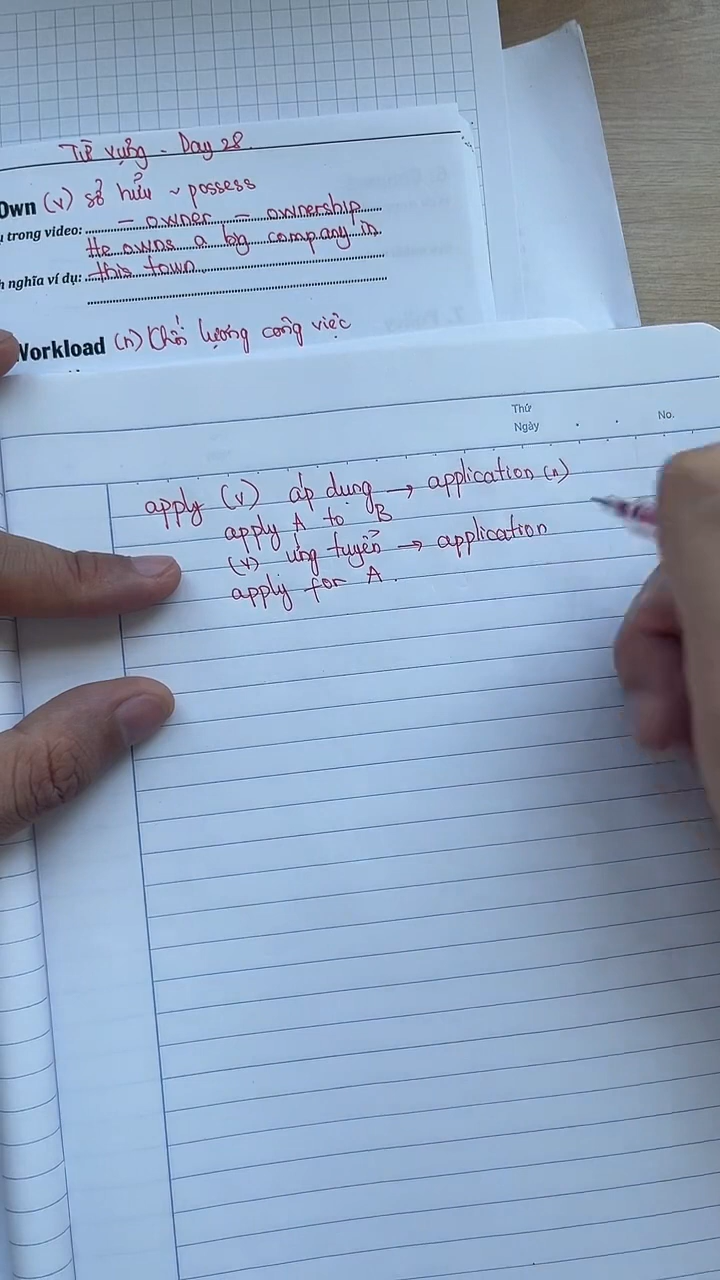 Từ vựng - Day 28
Own (v) sở hữu ~ possess
trong video: - owner - ownership
He owns a big company in
nghĩa ví dụ: this town
Workload (n) Khối lượng công việc
Thứ
Ngày
No.
apply (v) áp dụng → application (n)
apply A to B
(v) ứng tuyển → application
apply for A.